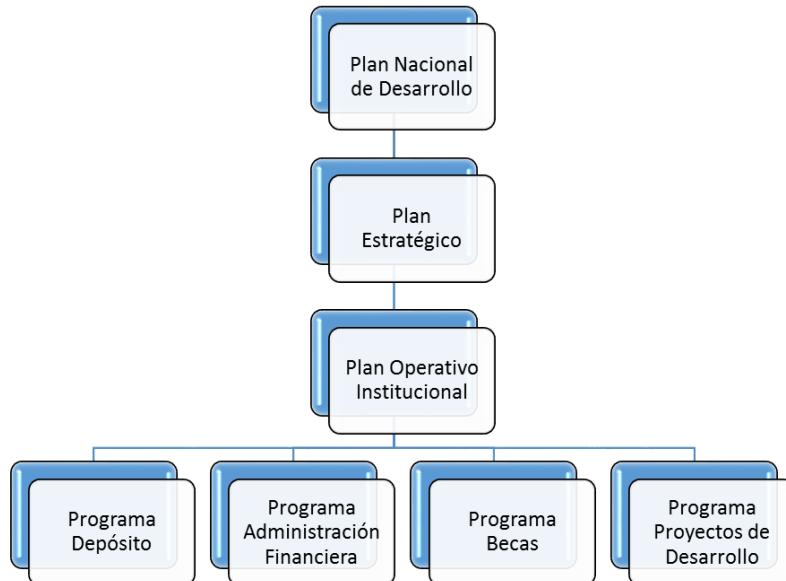 Plan Nacional
de Desarrollo
Plan
Estratégico
Plan Operativo
Institucional
Programa
Depósito
Programa
Administración
Financiera
Programa
Becas
Programa
Proyectos de
Desarrollo